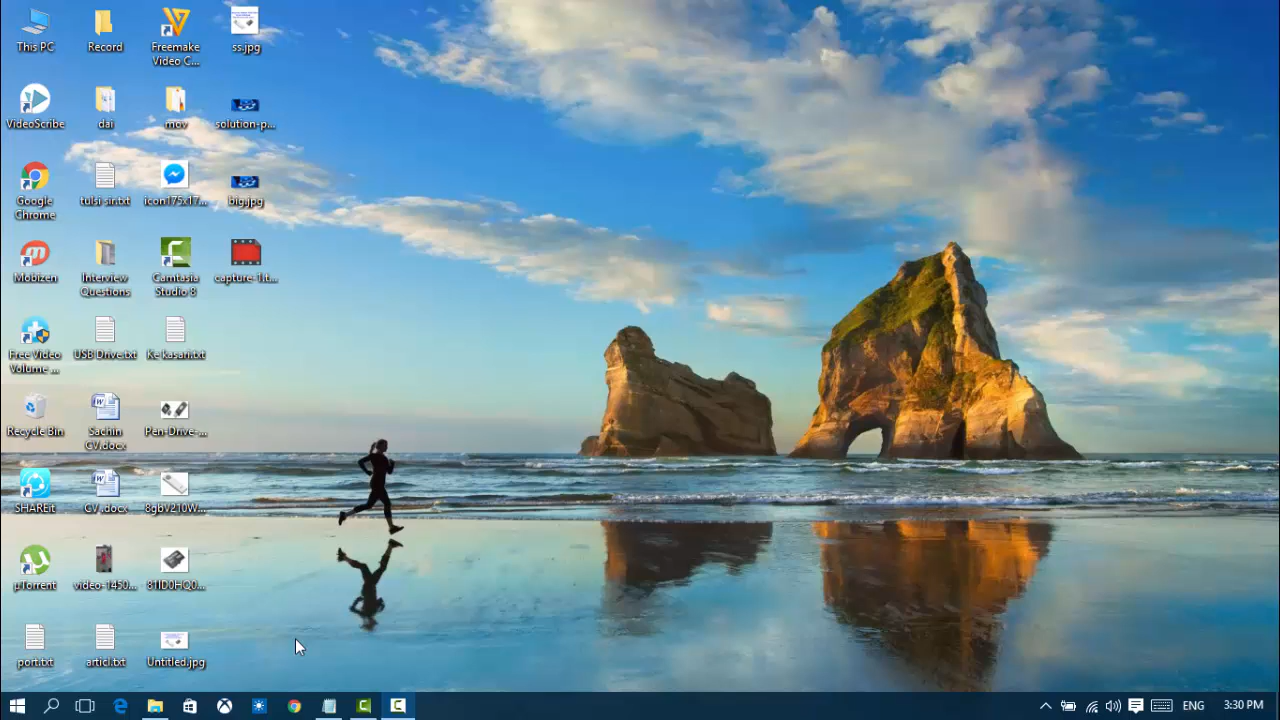 This PC
Record
Freemake
Video C...
ss.jpg
VideoScribe
dai
mov
solution-p...
Google
Chrome
tulsi sir.txt
icon175x17...
big.jpg
Mobizen
Interview
Questions
Camtasia
Studio 8
capture-1.t...
Free Video
Volume ...
USB Drive.txt
Ke kasari.txt
Recycle Bin
Sachin
CV.docx
Pen-Drive-...
SHAREit
CV .docx
8gbV210W...
µTorrent
video-1450...
81lD0HQ0...
port.txt
articl.txt
Untitled.jpg
ENG
3:30 PM